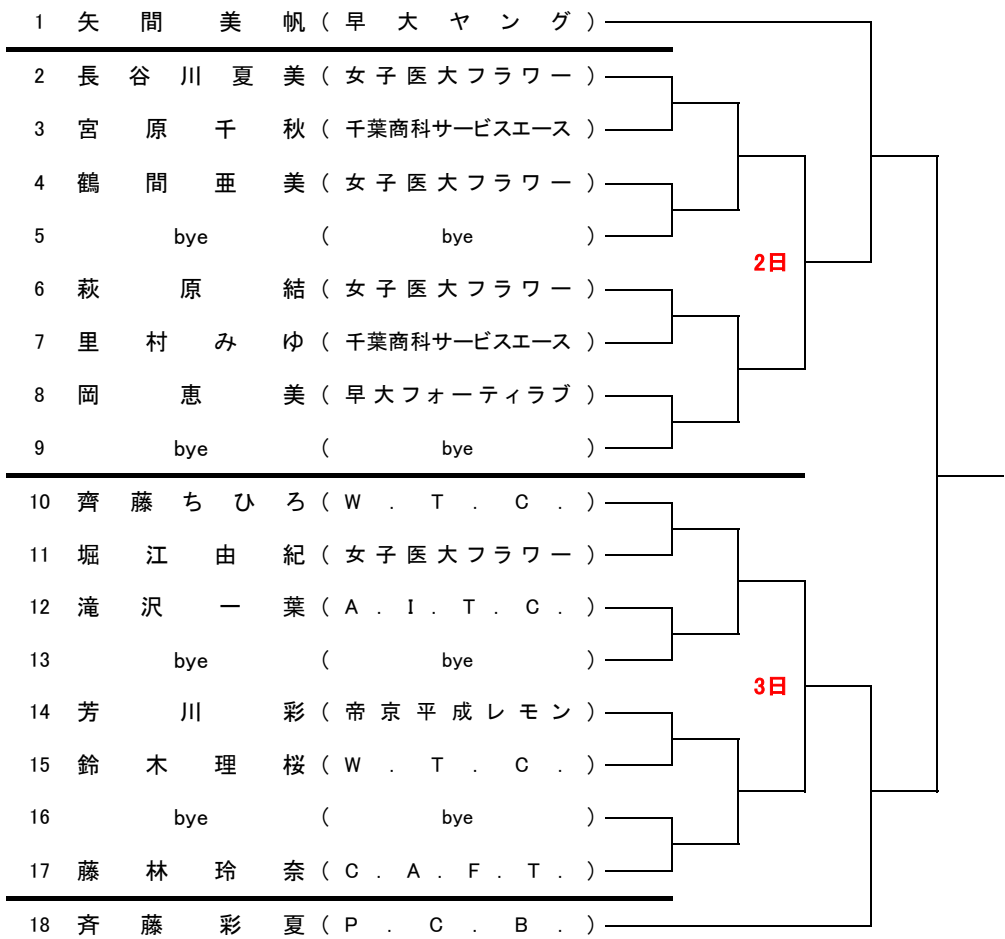 1 矢間美帆(早大ヤング)
2 長谷川夏美(女子医大フラワー)
3 宮原千秋(千葉商科サービスエース)
4 鶴間亜美(女子医大フラワー)
5 bye(bye)
2日
6 萩原結(女子医大フラワー)
7 里村みゆ(千葉商科サービスエース)
8 岡恵美(早大フォーティラブ)
9 bye(bye)
10 齊藤ちひろ(W.T.C.)
11 堀江由紀(女子医大フラワー)
12 滝沢一葉(A.I.T.C.)
13 bye(bye)
3日
14 芳川彩(帝京平成レモン)
15 鈴木理桜(W.T.C.)
16 bye(bye)
17 藤林玲奈(C.A.F.T.)
18 斉藤彩夏(P.C.B.)